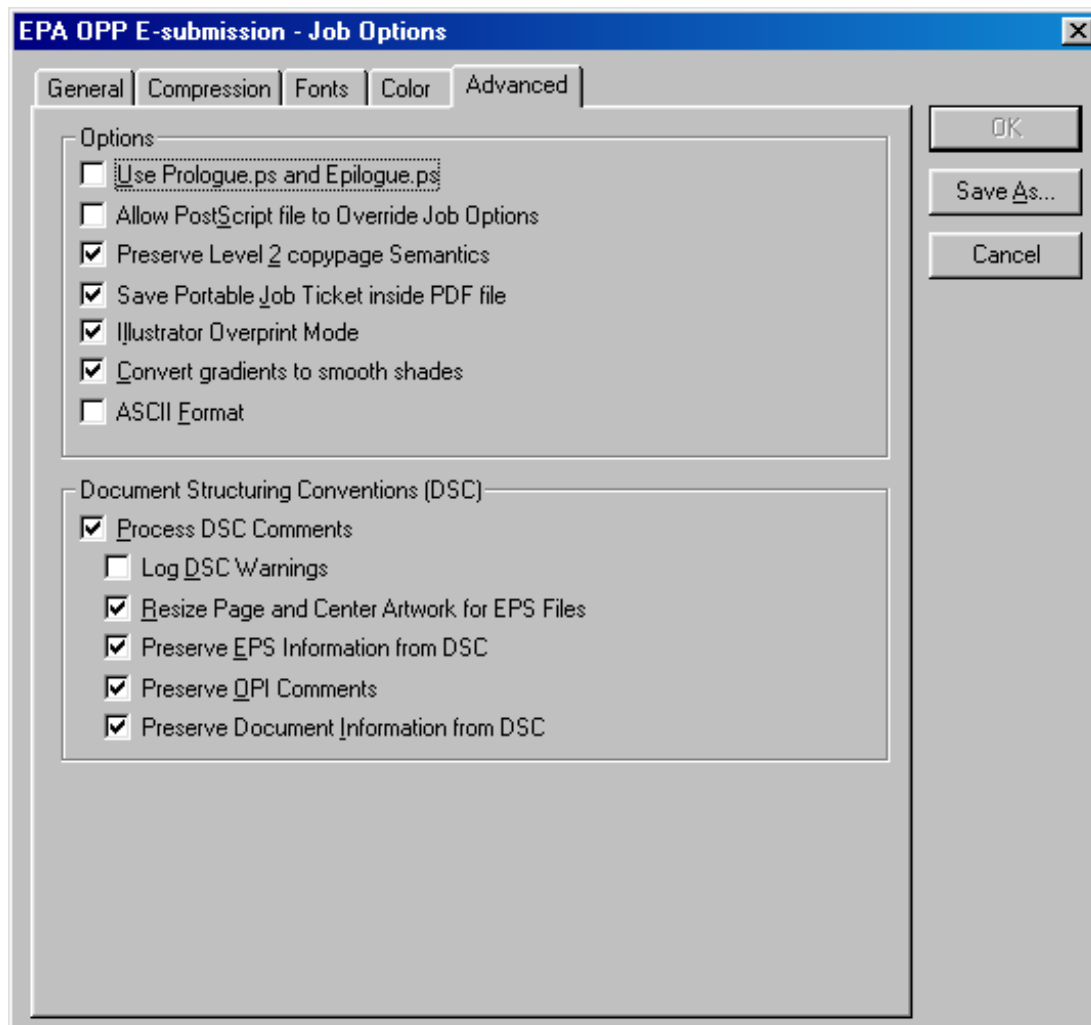 EPA OPP E-submission - Job Options
General Compression Fonts Color Advanced
Options
Use Prologue.ps and Epilogue.ps
Allow PostScript file to Override Job Options
Preserve Level 2 copypage Semantics
Save Portable Job Ticket inside PDF file
Illustrator Overprint Mode
Convert gradients to smooth shades
ASCII Format
Document Structuring Conventions (DSC)
Process DSC Comments
Log DSC Warnings
Resize Page and Center Artwork for EPS Files
Preserve EPS Information from DSC
Preserve OPI Comments
Preserve Document Information from DSC
OK
Save As...
Cancel